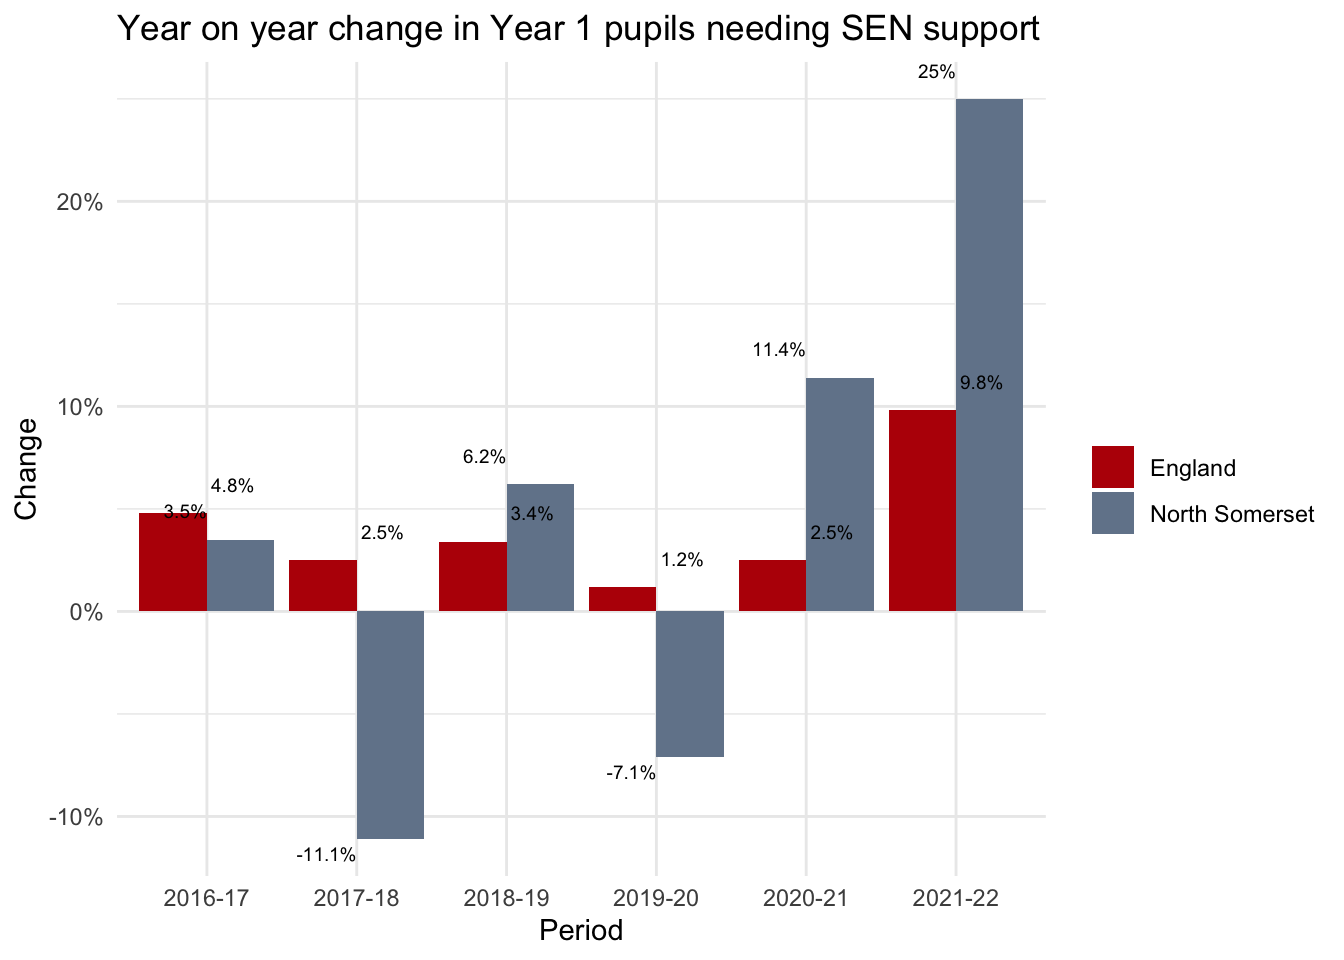 Year on year change in Year 1 pupils needing SEN support
25%
20%
11.4%
9.8%
10%
6.2%
4.8%
3.5%
3.4%
2.5%
2.5%
1.2%
Change
England
North Somerset
0%
-7.1%
-10%
-11.1%
2016-17 2017-18 2018-19 2019-20 2020-21 2021-22
Period